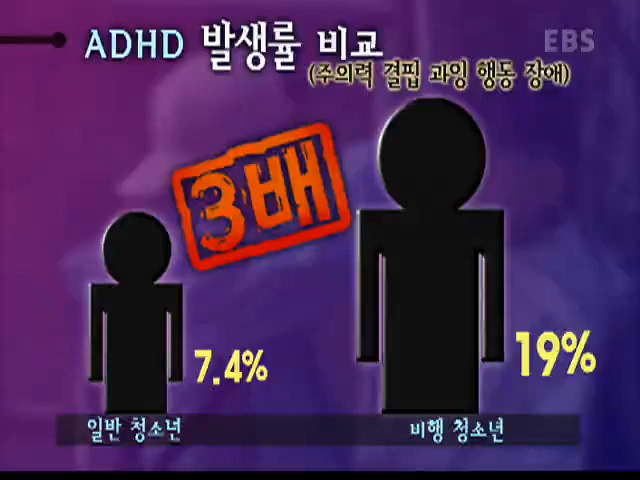 ADHD 발생률 비교
EBS
(주의력 결핍 과잉 행동 장애)
3배
7.4%
19%
일반 청소년
비행 청소년